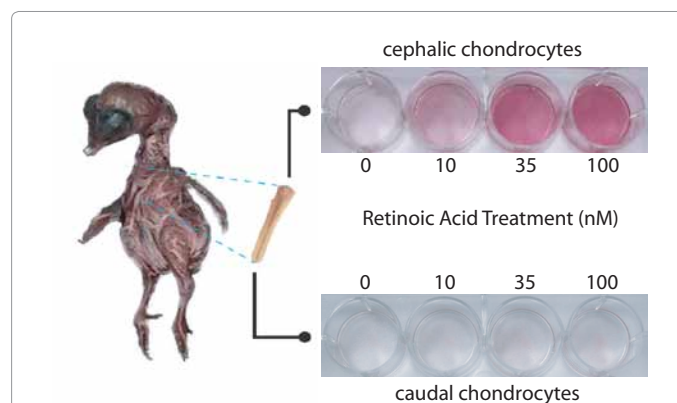 cephalic chondrocytes
0 10 35 100
Retinoic Acid Treatment (nM)
0 10 35 100
caudal chondrocytes